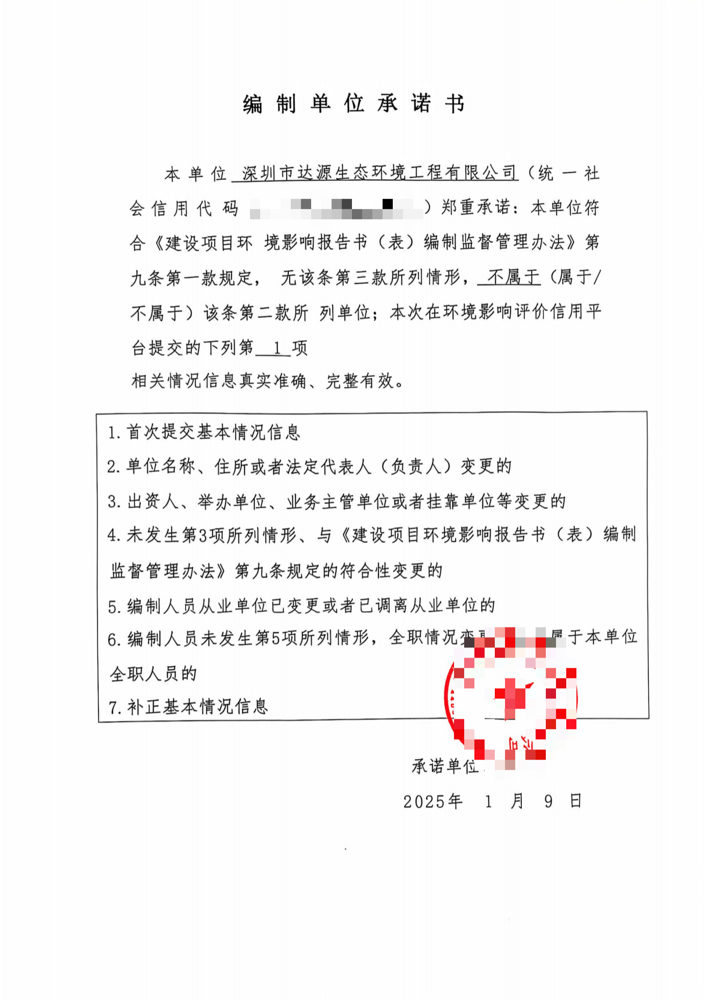 编制单位承诺书
本单位 深圳市达源生态环境工程有限公司（统一社
会信用代码 ）郑重承诺：本单位符
合《建设项目环 境影响报告书（表）编制监督管理办法》第
九条第一款规定， 无该条第三款所列情形， 不属于（属于/
不属于）该条第二款所 列单位；本次在环境影响评价信用平
台提交的下列第 1 项
相关情况信息真实准确、完整有效。
1.首次提交基本情况信息
2.单位名称、住所或者法定代表人（负责人）变更的
3.出资人、举办单位、业务主管单位或者挂靠单位等变更的
4.未发生第3项所列情形、与《建设项目环境影响报告书（表）编制
监督管理办法》第九条规定的符合性变更的
5.编制人员从业单位已变更或者已调离从业单位的
6.编制人员未发生第5项所列情形，全职情况变 属于本单位
全职人员的
7.补正基本情况信息
承诺单位
2025年 1 月 9 日